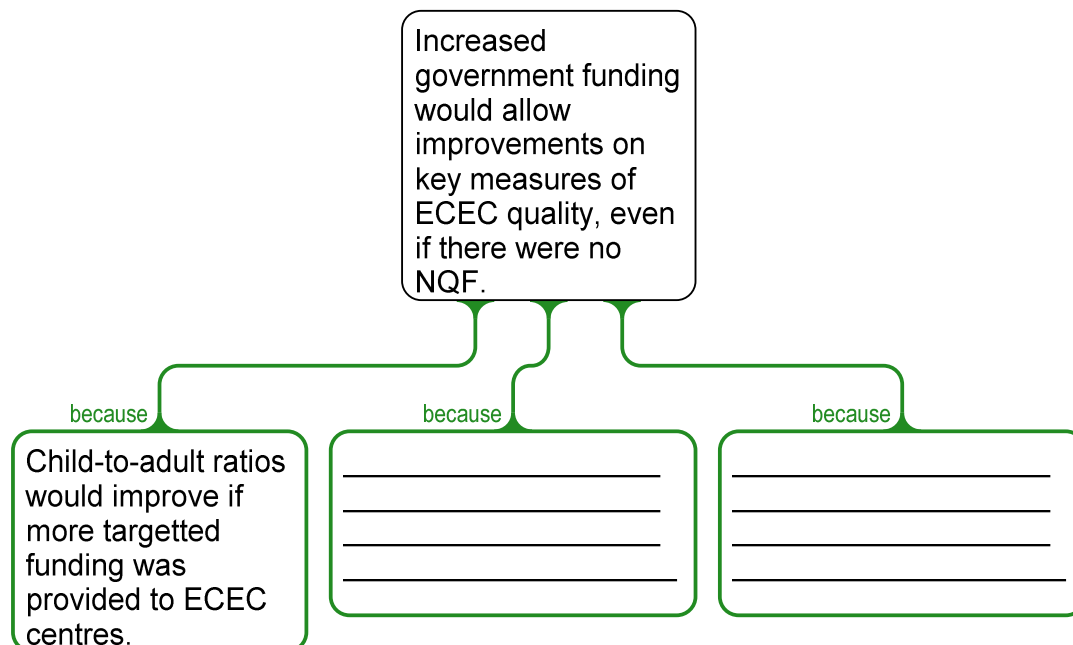 Increased
government funding
would allow
improvements on
key measures of
ECEC quality, even
if there were no
NQF.
because
because
because
Child-to-adult ratios
would improve if
more targetted
funding was
provided to ECEC
centres.